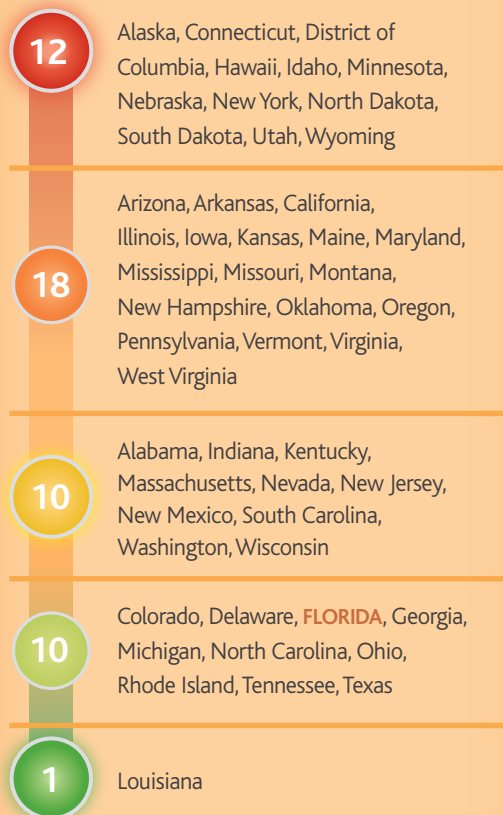 12
Alaska, Connecticut, District of
Columbia, Hawaii, Idaho, Minnesota,
Nebraska, New York, North Dakota,
South Dakota, Utah, Wyoming
18
Arizona, Arkansas, California,
Illinois, Iowa, Kansas, Maine, Maryland,
Mississippi, Missouri, Montana,
New Hampshire, Oklahoma, Oregon,
Pennsylvania, Vermont, Virginia,
West Virginia
10
Alabama, Indiana, Kentucky,
Massachusetts, Nevada, New Jersey,
New Mexico, South Carolina,
Washington, Wisconsin
10
Colorado, Delaware, FLORIDA, Georgia,
Michigan, North Carolina, Ohio,
Rhode Island, Tennessee, Texas
1
Louisiana